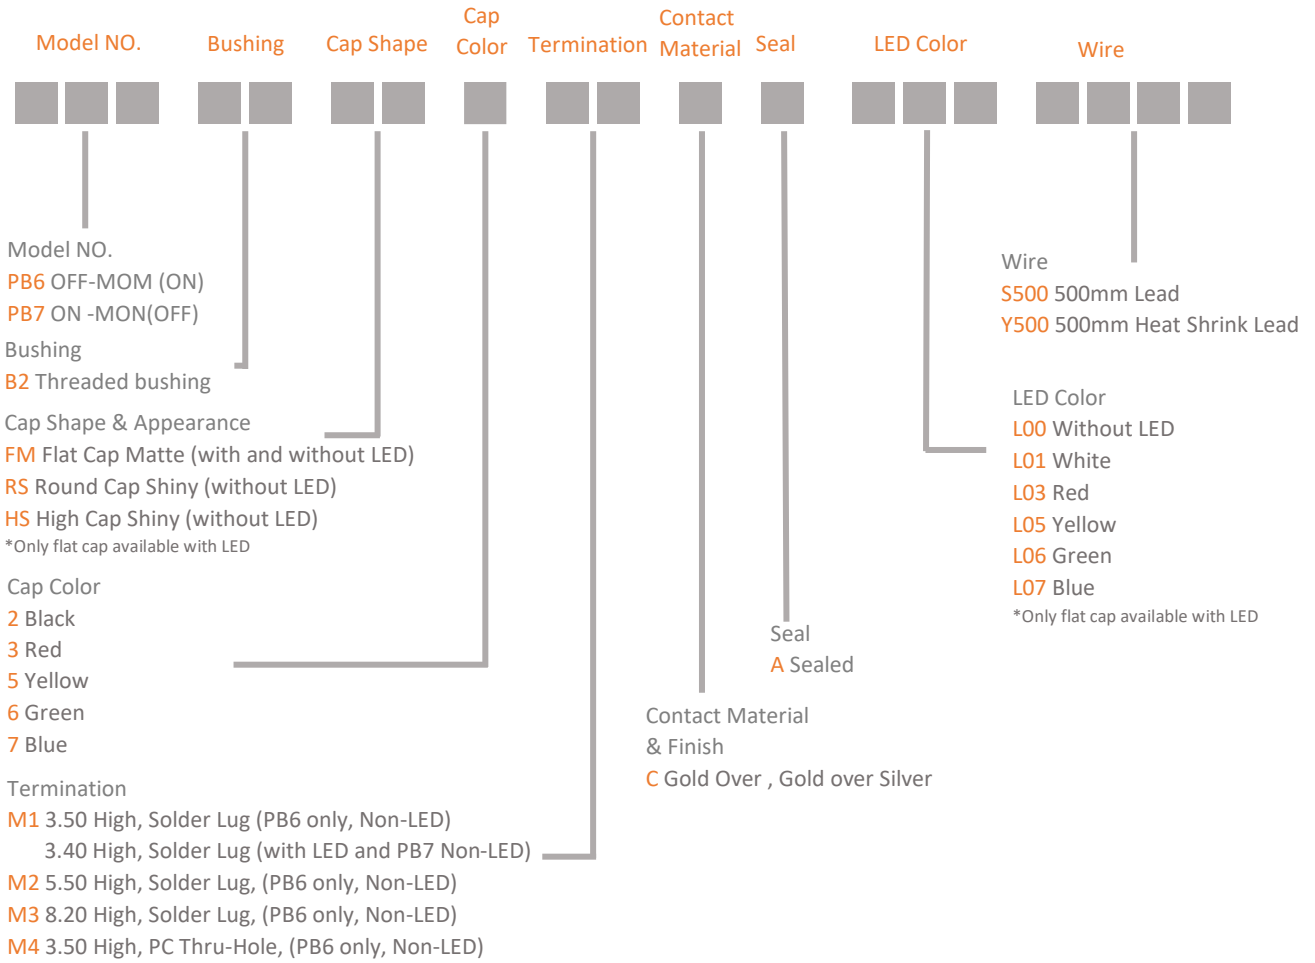 Model NO.
Bushing
Cap Shape
Cap
Color
Termination
Contact
Material
Seal
LED Color
Wire
Model NO.
PB6 OFF-MOM (ON)
PB7 ON -MON(OFF)
Bushing
B2 Threaded bushing
Cap Shape & Appearance
FM Flat Cap Matte (with and without LED)
RS Round Cap Shiny (without LED)
HS High Cap Shiny (without LED)
*Only flat cap available with LED
Cap Color
2 Black
3 Red
5 Yellow
6 Green
7 Blue
Termination
M1 3.50 High, Solder Lug (PB6 only, Non-LED)
3.40 High, Solder Lug (with LED and PB7 Non-LED)
M2 5.50 High, Solder Lug, (PB6 only, Non-LED)
M3 8.20 High, Solder Lug, (PB6 only, Non-LED)
M4 3.50 High, PC Thru-Hole, (PB6 only, Non-LED)
Contact Material
& Finish
C Gold Over , Gold over Silver
Seal
A Sealed
LED Color
L00 Without LED
L01 White
L03 Red
L05 Yellow
L06 Green
L07 Blue
*Only flat cap available with LED
Wire
S500 500mm Lead
Y500 500mm Heat Shrink Lead